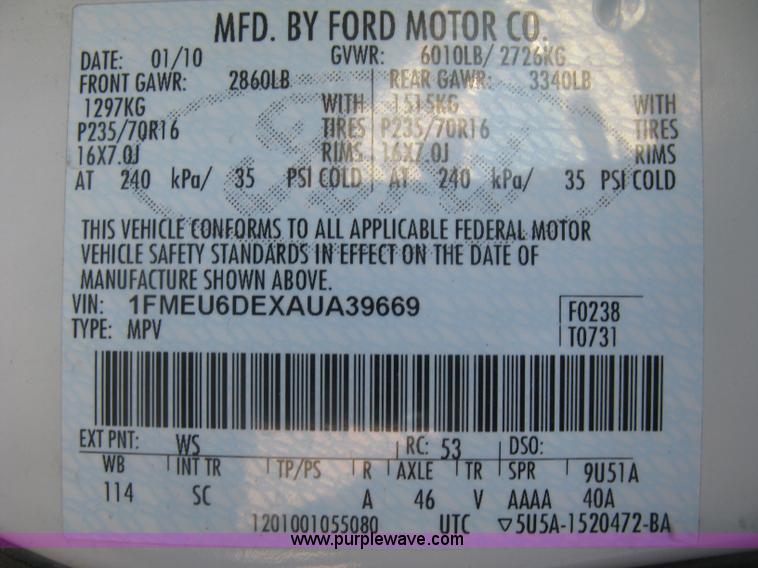 MFD. BY FORD MOTOR CO.
DATE: 01/10 GVWR: 6010LB/ 2726KG
FRONT GAWR: 2860LB REAR GAWR: 3340LB
1297KG WITH 1515KG WITH
P235/70R16 TIRES P235/70R16 TIRES
16X7.0J RIMS 16X7.0J RIMS
AT 240 kPa/ 35 PSI COLD AT 240 kPa/ 35 PSI COLD
THIS VEHICLE CONFORMS TO ALL APPLICABLE FEDERAL MOTOR
VEHICLE SAFETY STANDARDS IN EFFECT ON THE DATE OF
MANUFACTURE SHOWN ABOVE.
VIN: 1FMEU6DEXAUA39669 F0238
TYPE: MPV T0731
EXT PNT: WS RC: 53 DSO:
WB INT TR TP/PS R AXLE TR SPR 9U51A
114 SC A 46 V AAAA 40A
1201001055080 UTC ▽5U5A-1520472-BA
www.purplewave.com